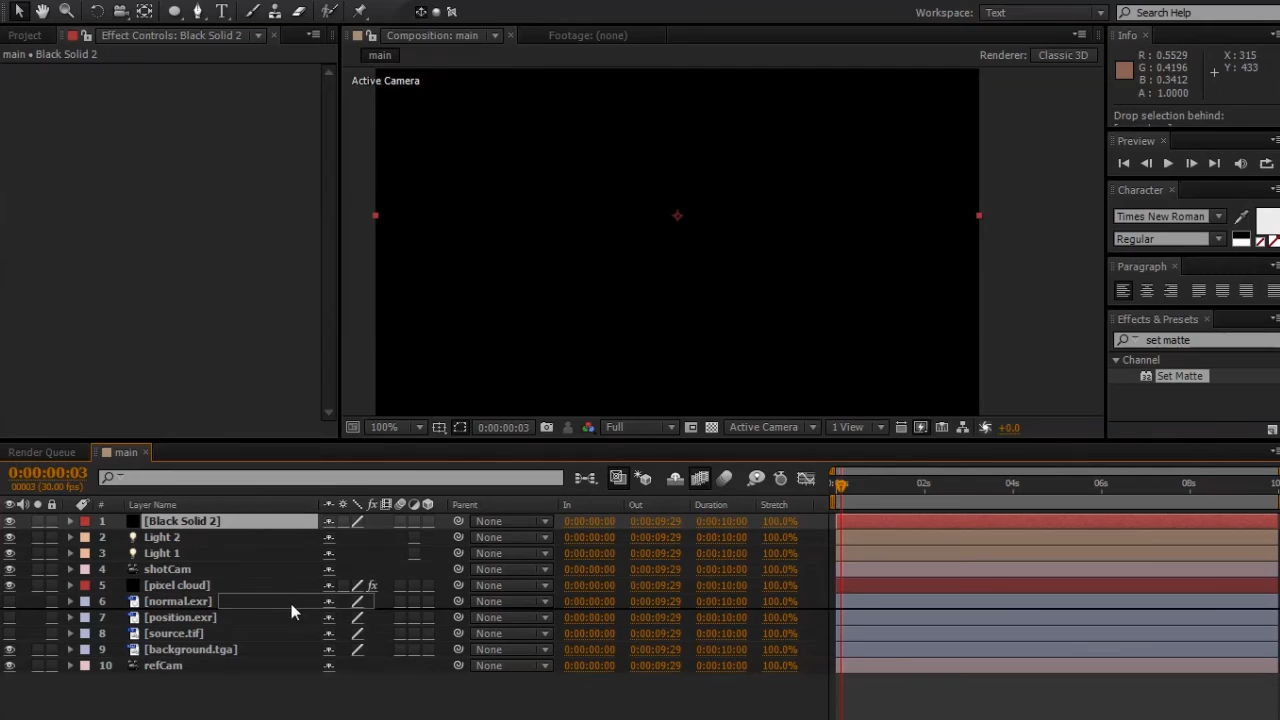 Workspace: Text Search Help
Project Effect Controls: Black Solid 2 Composition: main Footage: (none) Info
main • Black Solid 2
main Renderer: Classic 3D
Active Camera
R : 0.5529 X : 315
G : 0.4196 Y : 433
B : 0.3412
A : 1.0000
Drop selection behind:
Preview
Character
Times New Roman
Regular
Paragraph
Effects & Presets
set matte
Channel
32 Set Matte
100% 0:00:00:03 Full Active Camera 1 View +0.0
Render Queue main
0:00:00:03
00003 (30.00 fps)
0s 02s 04s 06s 08s 10
# Layer Name fx Parent In Out Duration Stretch
1 [Black Solid 2] None 0:00:00:00 0:00:09:29 0:00:10:00 100.0%
2 Light 2 None 0:00:00:00 0:00:09:29 0:00:10:00 100.0%
3 Light 1 None 0:00:00:00 0:00:09:29 0:00:10:00 100.0%
4 shotCam None 0:00:00:00 0:00:09:29 0:00:10:00 100.0%
5 [pixel cloud] fx None 0:00:00:00 0:00:09:29 0:00:10:00 100.0%
6 [normal.exr] None 0:00:00:00 0:00:09:29 0:00:10:00 100.0%
7 [position.exr] None 0:00:00:00 0:00:09:29 0:00:10:00 100.0%
8 [source.tif] None 0:00:00:00 0:00:09:29 0:00:10:00 100.0%
9 [background.tga] None 0:00:00:00 0:00:09:29 0:00:10:00 100.0%
10 refCam None 0:00:00:00 0:00:09:29 0:00:10:00 100.0%